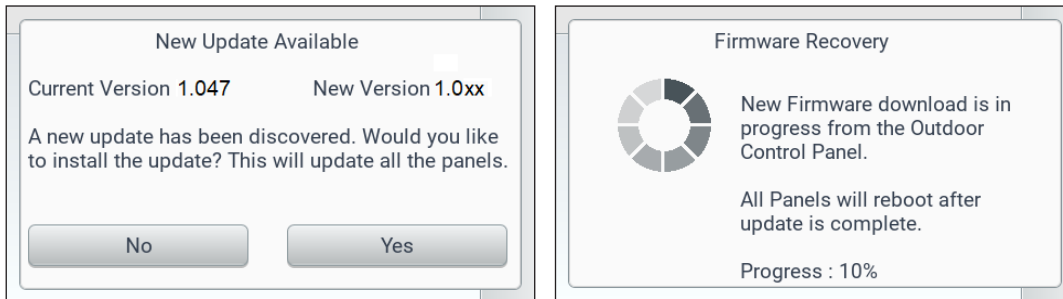 New Update Available
Current Version 1.047 New Version 1.0xx
A new update has been discovered. Would you like
to install the update? This will update all the panels.
No Yes
Firmware Recovery
New Firmware download is in
progress from the Outdoor
Control Panel.
All Panels will reboot after
update is complete.
Progress : 10%